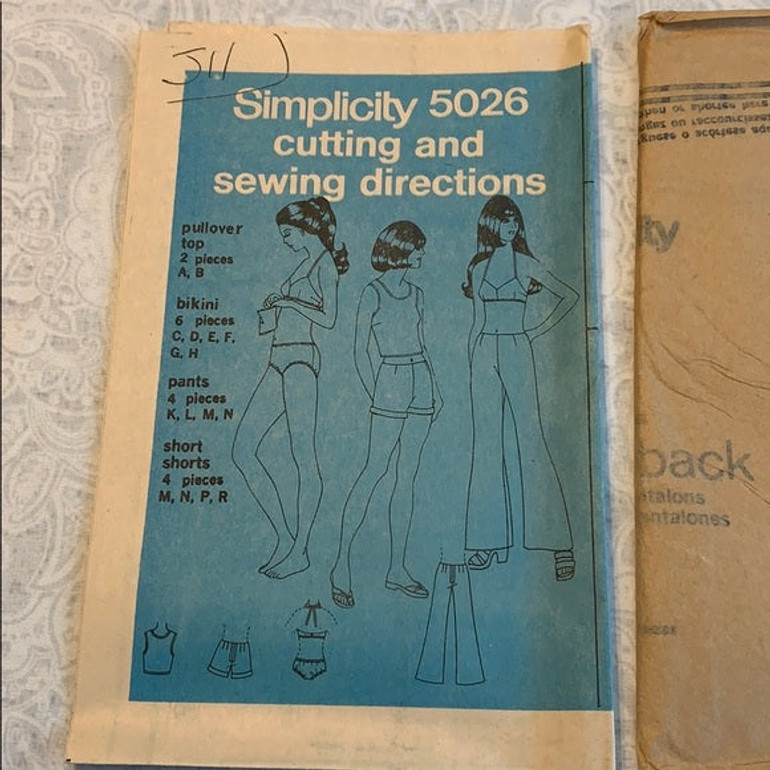 Simplicity 5026
cutting and
sewing directions
pullover
top
2 pieces
A, B
bikini
6 pieces
C, D, E, F,
G, H
pants
4 pieces
K, L, M, N
short
shorts
4 pieces
M, N, P, R
back